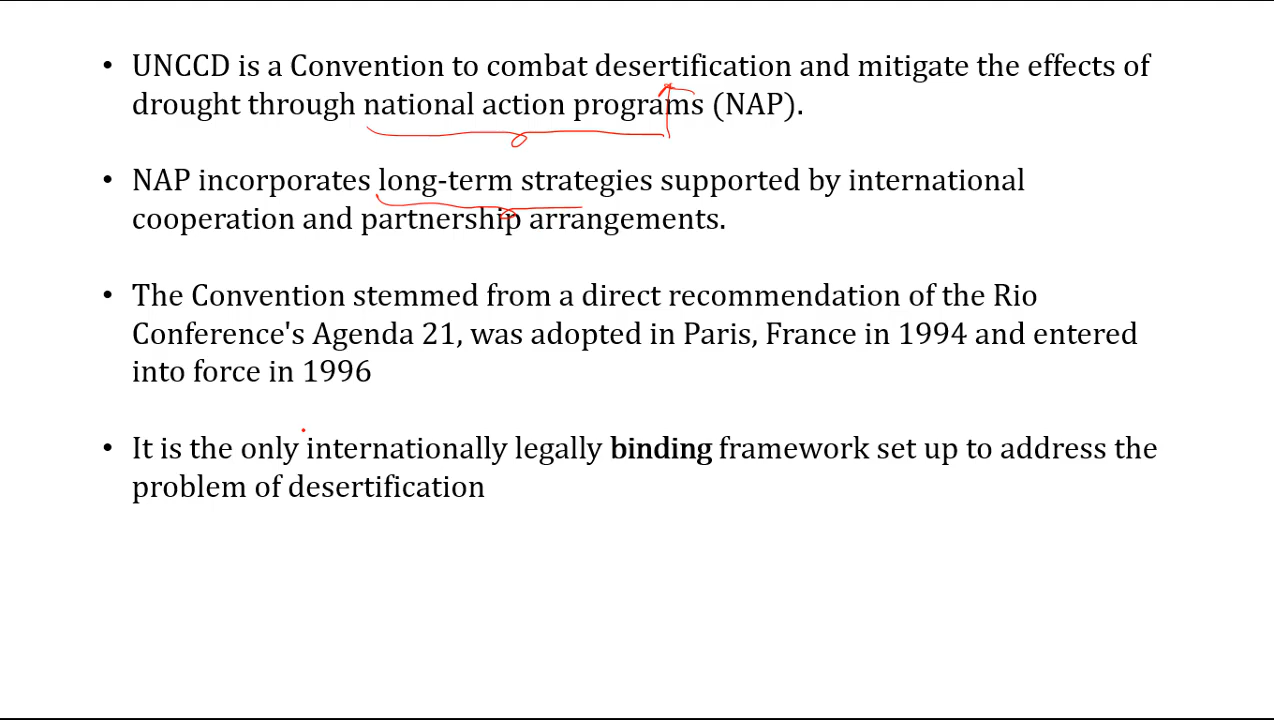 • UNCCD is a Convention to combat desertification and mitigate the effects of
drought through national action programs (NAP).
• NAP incorporates long-term strategies supported by international
cooperation and partnership arrangements.
• The Convention stemmed from a direct recommendation of the Rio
Conference's Agenda 21, was adopted in Paris, France in 1994 and entered
into force in 1996
• It is the only internationally legally binding framework set up to address the
problem of desertification